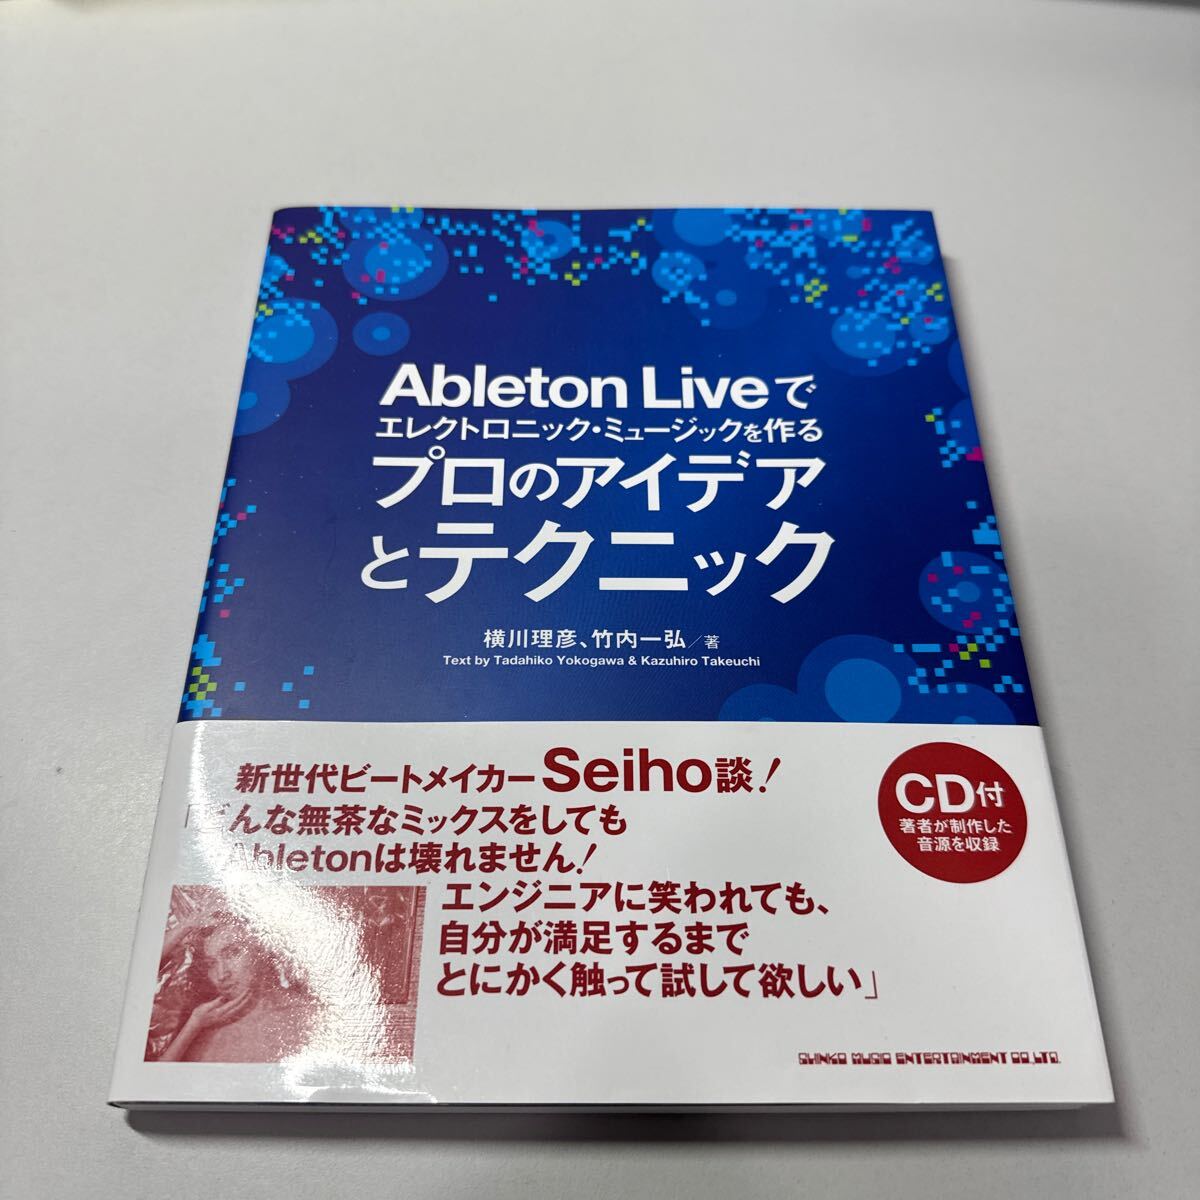 Ableton Liveで
エレクトロニック・ミュージックを作る
プロのアイデア
とテクニック
横川理彦、竹内一弘／著
Text by Tadahiko Yokogawa & Kazuhiro Takeuchi
新世代ビートメイカーSeiho談！
「どんな無茶なミックスをしても
Abletonは壊れません！
エンジニアに笑われても、
自分が満足するまで
とにかく触って試して欲しい」
CD付
著者が制作した
音源を収録
SHINKO MUSIC ENTERTAINMENT CO.,LTD.